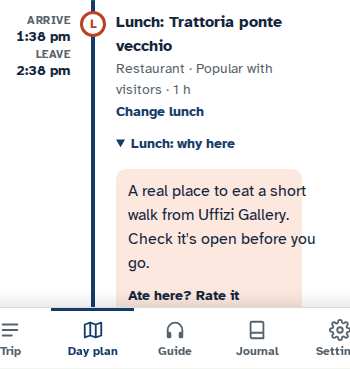 ARRIVE
1:38 pm
LEAVE
2:38 pm
L
Lunch: Trattoria ponte
vecchio
Restaurant · Popular with
visitors · 1 h
Change lunch
▼ Lunch: why here
A real place to eat a short
walk from Uffizi Gallery.
Check it's open before you
go.
Ate here? Rate it
Trip
Day plan
Guide
Journal
Settin